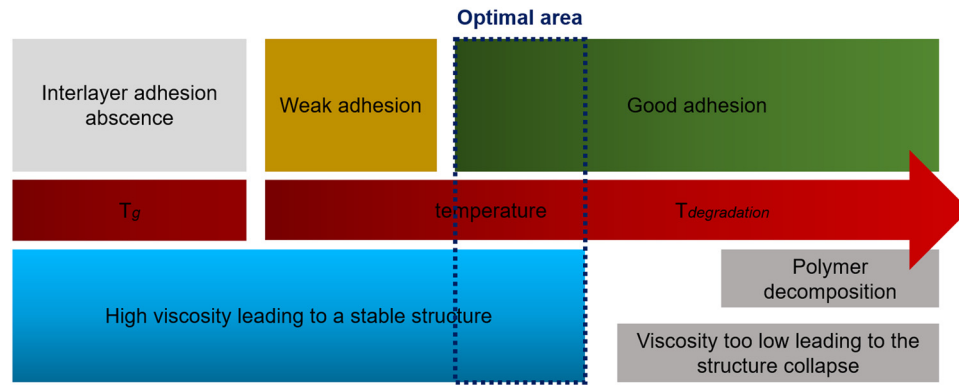 Optimal area
Interlayer adhesion
abscence
Weak adhesion
Good adhesion
Tg
temperature
Tdegradation
High viscosity leading to a stable structure
Polymer
decomposition
Viscosity too low leading to the
structure collapse